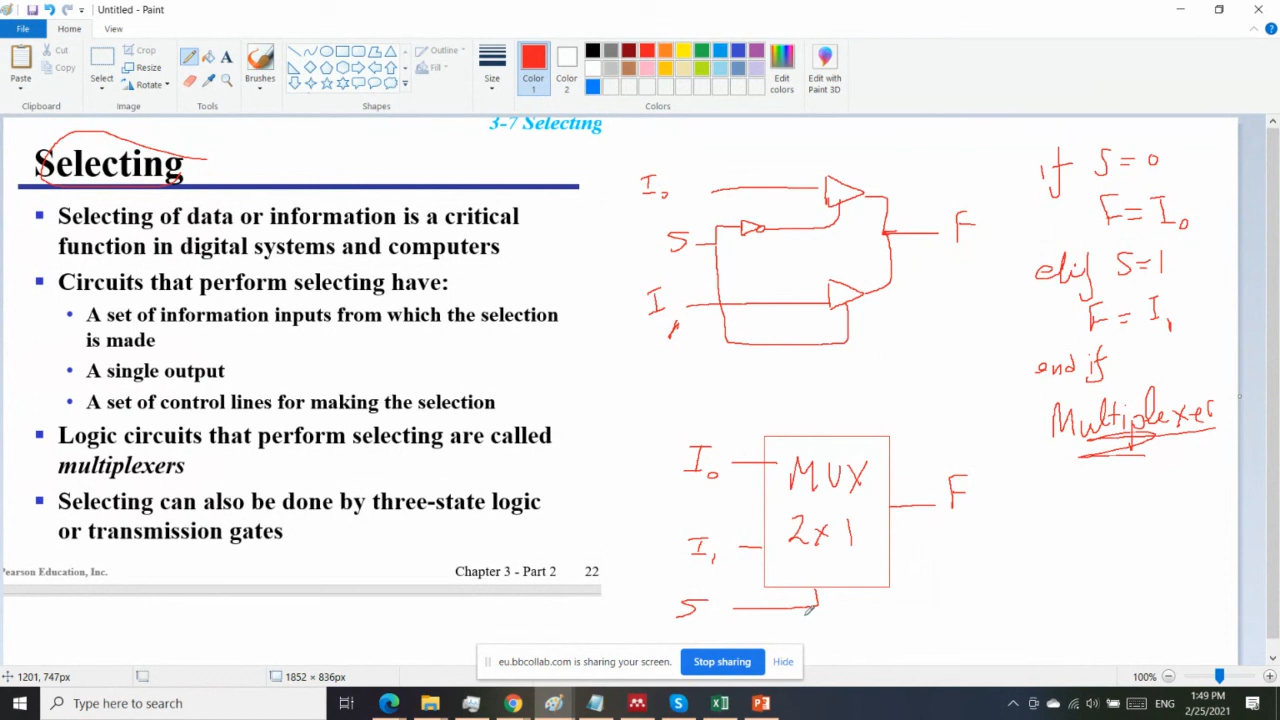 Untitled - Paint
File
Home
View
Paste
Cut
Copy
Clipboard
Select
Crop
Resize
Rotate
Image
Tools
Brushes
Outline
Fill
Shapes
Size
Color 1
Color 2
Edit colors
Edit with Paint 3D
Colors
3-7 Selecting
Selecting
Selecting of data or information is a critical
function in digital systems and computers
Circuits that perform selecting have:
A set of information inputs from which the selection
is made
A single output
A set of control lines for making the selection
Logic circuits that perform selecting are called
multiplexers
Selecting can also be done by three-state logic
or transmission gates
Pearson Education, Inc.
Chapter 3 - Part 2 22
I0
S
I1
F
if S = 0
F = I0
elif S=1
F = I1
end if
Multiplexer
I0
MUX
2x1
F
I1
S
eu.bbcollab.com is sharing your screen.
Stop sharing
Hide
1201, 747px
1852 × 836px
100%
Type here to search
ENG
1:49 PM
2/25/2021